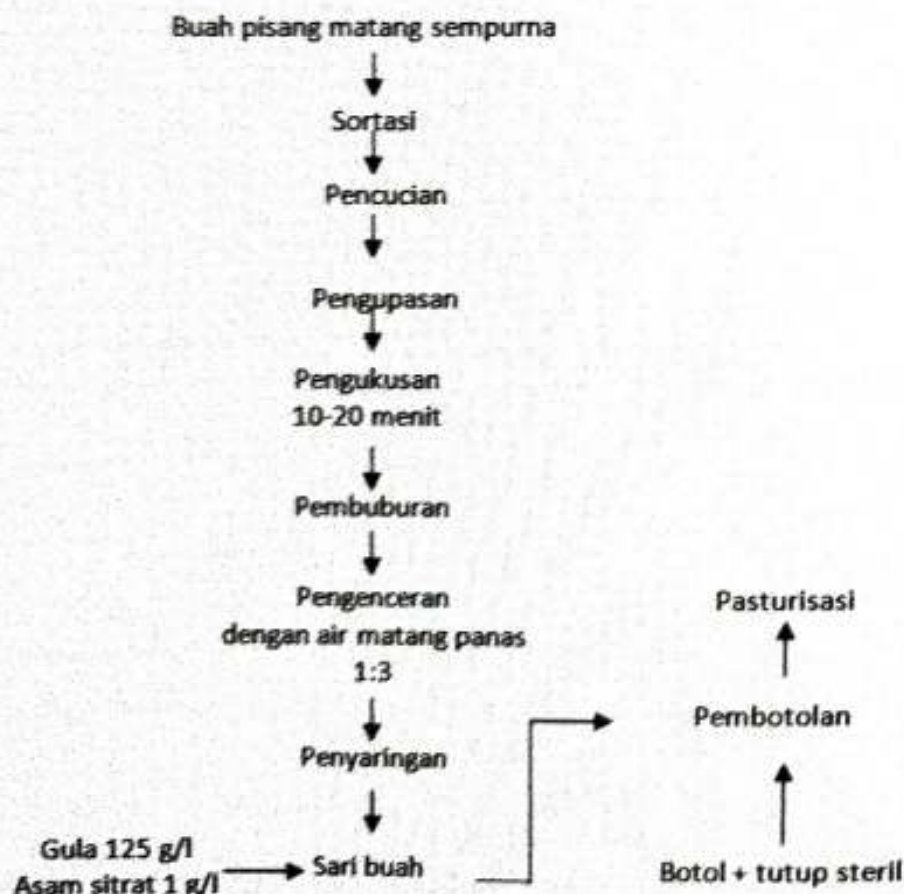 Buah pisang matang sempurna
Sortasi
Pencucian
Pengupasan
Pengukusan
10-20 menit
Pembuburan
Pengenceran
dengan air matang panas
1:3
Penyaringan
Gula 125 g/l
Asam sitrat 1 g/l
Sari buah
Botol + tutup steril
Pembotolan
Pasturisasi